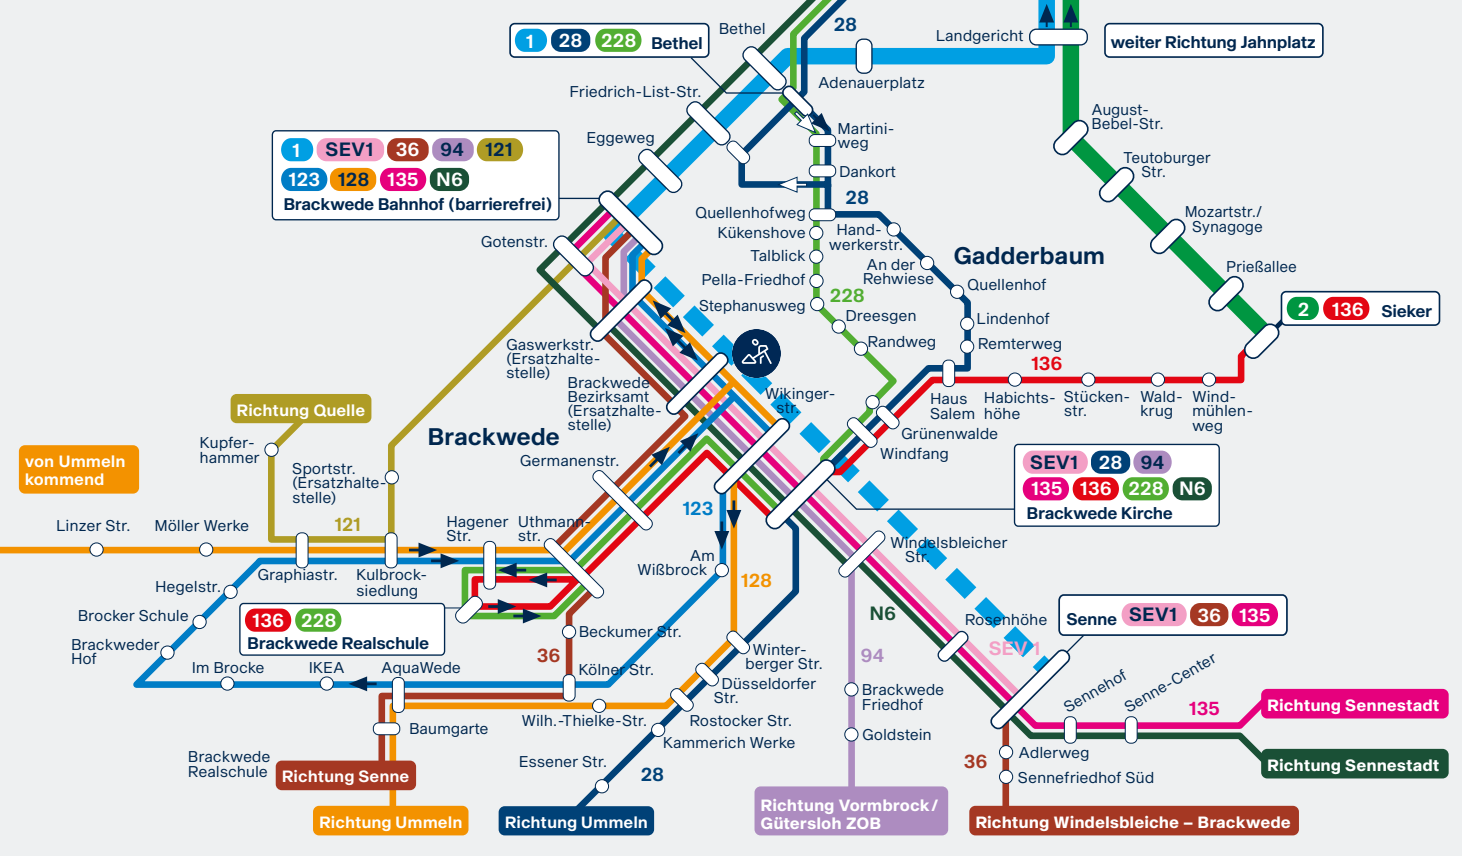 28
Bethel
1 28 228 Bethel
Landgericht
weiter Richtung Jahnplatz
Adenauerplatz
Friedrich-List-Str.
Eggeweg
Martini-
weg
August-
Bebel-Str.
1 SEV1 36 94 121
123 128 135 N6
Brackwede Bahnhof (barrierefrei)
Dankort
Teutoburger
Str.
28
Quellenhofweg
Kükenshove
Talblick
Pella-Friedhof
Stephanusweg
228
Dreesgen
Randweg
Hand-
werkerstr.
An der
Rehwiese
Quellenhof
Lindenhof
Remterweg
Gadderbaum
Mozartstr./
Synagoge
Prießallee
2 136 Sieker
136
Haus
Salem
Habichts-
höhe
Stücken-
str.
Wald-
krug
Wind-
mühlen-
weg
Grünenwalde
Windfang
Gotenstr.
Gaswerkstr.
(Ersatzhalte-
stelle)
Brackwede
Bezirksamt
(Ersatzhalte-
stelle)
Wikinger-
str.
Richtung Quelle
Kupfer-
hammer
Brackwede
von Ummeln
kommend
Sportstr.
(Ersatzhalte-
stelle)
Germanenstr.
SEV1 28 94
135 136 228 N6
Brackwede Kirche
Linzer Str.
Möller Werke
121
Hagener
Str.
Uthmann-
str.
123
Graphiastr.
Kulbrock-
siedlung
Am
Wißbrock
128
Windelsbleicher
Str.
Hegelstr.
Brocker Schule
Brackweder
Hof
136 228
Brackwede Realschule
N6
Rosenhöhe
SEV 1
Senne SEV1 36 135
Beckumer Str.
36
Kölner Str.
Im Brocke
IKEA
AquaWede
Winter-
berger Str.
Düsseldorfer
Str.
94
Brackwede
Friedhof
Goldstein
Sennehof
Senne-Center
135
Richtung Sennestadt
Baumgarte
Wilh.-Thielke-Str.
Rostocker Str.
Kammerich Werke
Essener Str.
28
Brackwede
Realschule
Richtung Senne
Adlerweg
36
Sennefriedhof Süd
Richtung Sennestadt
Richtung Ummeln
Richtung Ummeln
Richtung Vormbrock/
Gütersloh ZOB
Richtung Windelsbleiche – Brackwede